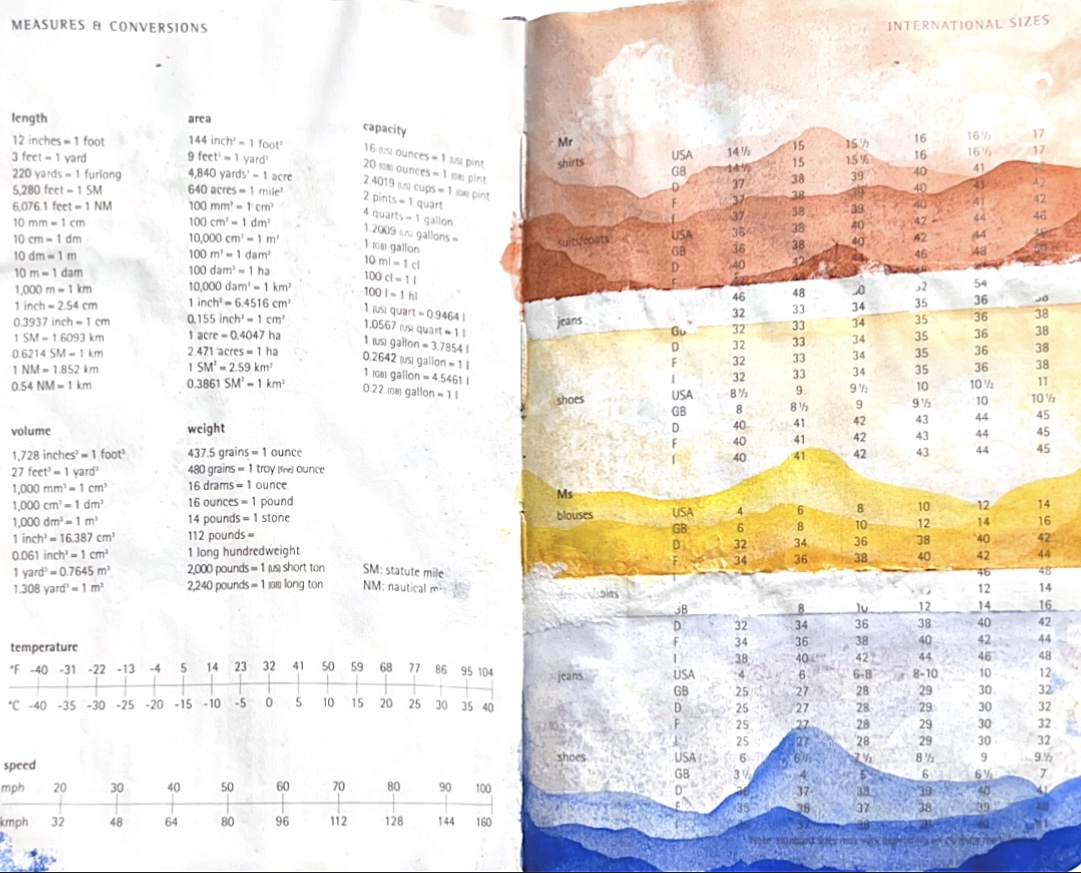 MEASURES & CONVERSIONS
length
12 inches = 1 foot
3 feet = 1 yard
220 yards = 1 furlong
5,280 feet = 1 SM
6,076.1 feet = 1 NM
10 mm = 1 cm
10 cm = 1 dm
10 dm = 1 m
10 m = 1 dam
1,000 m = 1 km
1 inch = 2.54 cm
0.3937 inch = 1 cm
1 SM = 1.6093 km
0.6214 SM = 1 km
1 NM = 1.852 km
0.54 NM = 1 km
area
144 inch² = 1 foot²
9 feet² = 1 yard²
4,840 yards² = 1 acre
640 acres = 1 mile²
100 mm² = 1 cm²
100 cm² = 1 dm²
10,000 cm² = 1 m²
100 m² = 1 dam²
100 dam² = 1 ha
10,000 dam² = 1 km²
1 inch² = 6.4516 cm²
0.155 inch² = 1 cm²
1 acre = 0.4047 ha
2.471 acres = 1 ha
1 SM² = 2.59 km²
0.3861 SM² = 1 km²
capacity
16 (US) ounces = 1 (US) pint
20 (GB) ounces = 1 (GB) pint
2.4019 (US) cups = 1 (GB) pint
2 pints = 1 quart
4 quarts = 1 gallon
1.2009 (US) gallons =
1 (GB) gallon
10 ml = 1 cl
100 cl = 1 l
100 l = 1 hl
1 (US) quart = 0.9464 l
1.0567 (US) quart = 1 l
1 (US) gallon = 3.7854 l
0.2642 (US) gallon = 1 l
1 (GB) gallon = 4.5461 l
0.22 (GB) gallon = 1 l
volume
1,728 inches³ = 1 foot³
27 feet³ = 1 yard³
1,000 mm³ = 1 cm³
1,000 cm³ = 1 dm³
1,000 dm³ = 1 m³
1 inch³ = 16.387 cm³
0.061 inch³ = 1 cm³
1 yard³ = 0.7645 m³
1.308 yard³ = 1 m³
weight
437.5 grains = 1 ounce
480 grains = 1 troy (fine) ounce
16 drams = 1 ounce
16 ounces = 1 pound
14 pounds = 1 stone
112 pounds =
1 long hundredweight
2,000 pounds = 1 (US) short ton
2,240 pounds = 1 (GB) long ton
SM: statute mile
NM: nautical m
temperature
°F -40 -31 -22 -13 -4 5 14 23 32 41 50 59 68 77 86 95 104
°C -40 -35 -30 -25 -20 -15 -10 -5 0 5 10 15 20 25 30 35 40
speed
mph 20 30 40 50 60 70 80 90 100
kmph 32 48 64 80 96 112 128 144 160
INTERNATIONAL SIZES
Mr
shirts USA 14½ 15 15½ 16 16½ 17
GB 14½ 15 15½ 16 16½ 17
D 37 38 39 40 41 42
F 37 38 39 40 41 42
I 37 38 39 40 41 42
suits/coats USA 36 38 40 42 44 46
GB 36 38 40 42 44 46
D 40 42 46 48
46 48 50 52 54
jeans 32 33 34 35 36 38
GB 32 33 34 35 36 38
D 32 33 34 35 36 38
F 32 33 34 35 36 38
I 32 33 34 35 36 38
shoes USA 8½ 9 9½ 10 10½ 11
GB 8 8½ 9 9½ 10 10½
D 40 41 42 43 44 45
F 40 41 42 43 44 45
I 40 41 42 43 44 45
Ms
blouses USA 4 6 8 10 12 14
GB 6 8 10 12 14 16
D 32 34 36 38 40 42
F 34 36 38 40 42 44
I 46 48
12 14
GB 8 10 12 14 16
D 32 34 36 38 40 42
F 34 36 38 40 42 44
I 38 40 42 44 46 48
jeans USA 4 6 6-8 8-10 10 12
GB 25 27 28 29 30 32
D 25 27 28 29 30 32
F 25 27 28 29 30 32
I 25 27 28 29 30 32
shoes USA 6 6½ 7½ 8½ 9 9½
GB 3½ 4 5 6 6½ 7
D 36 37 38 39 40 41
F 35 36 37 38 39 40